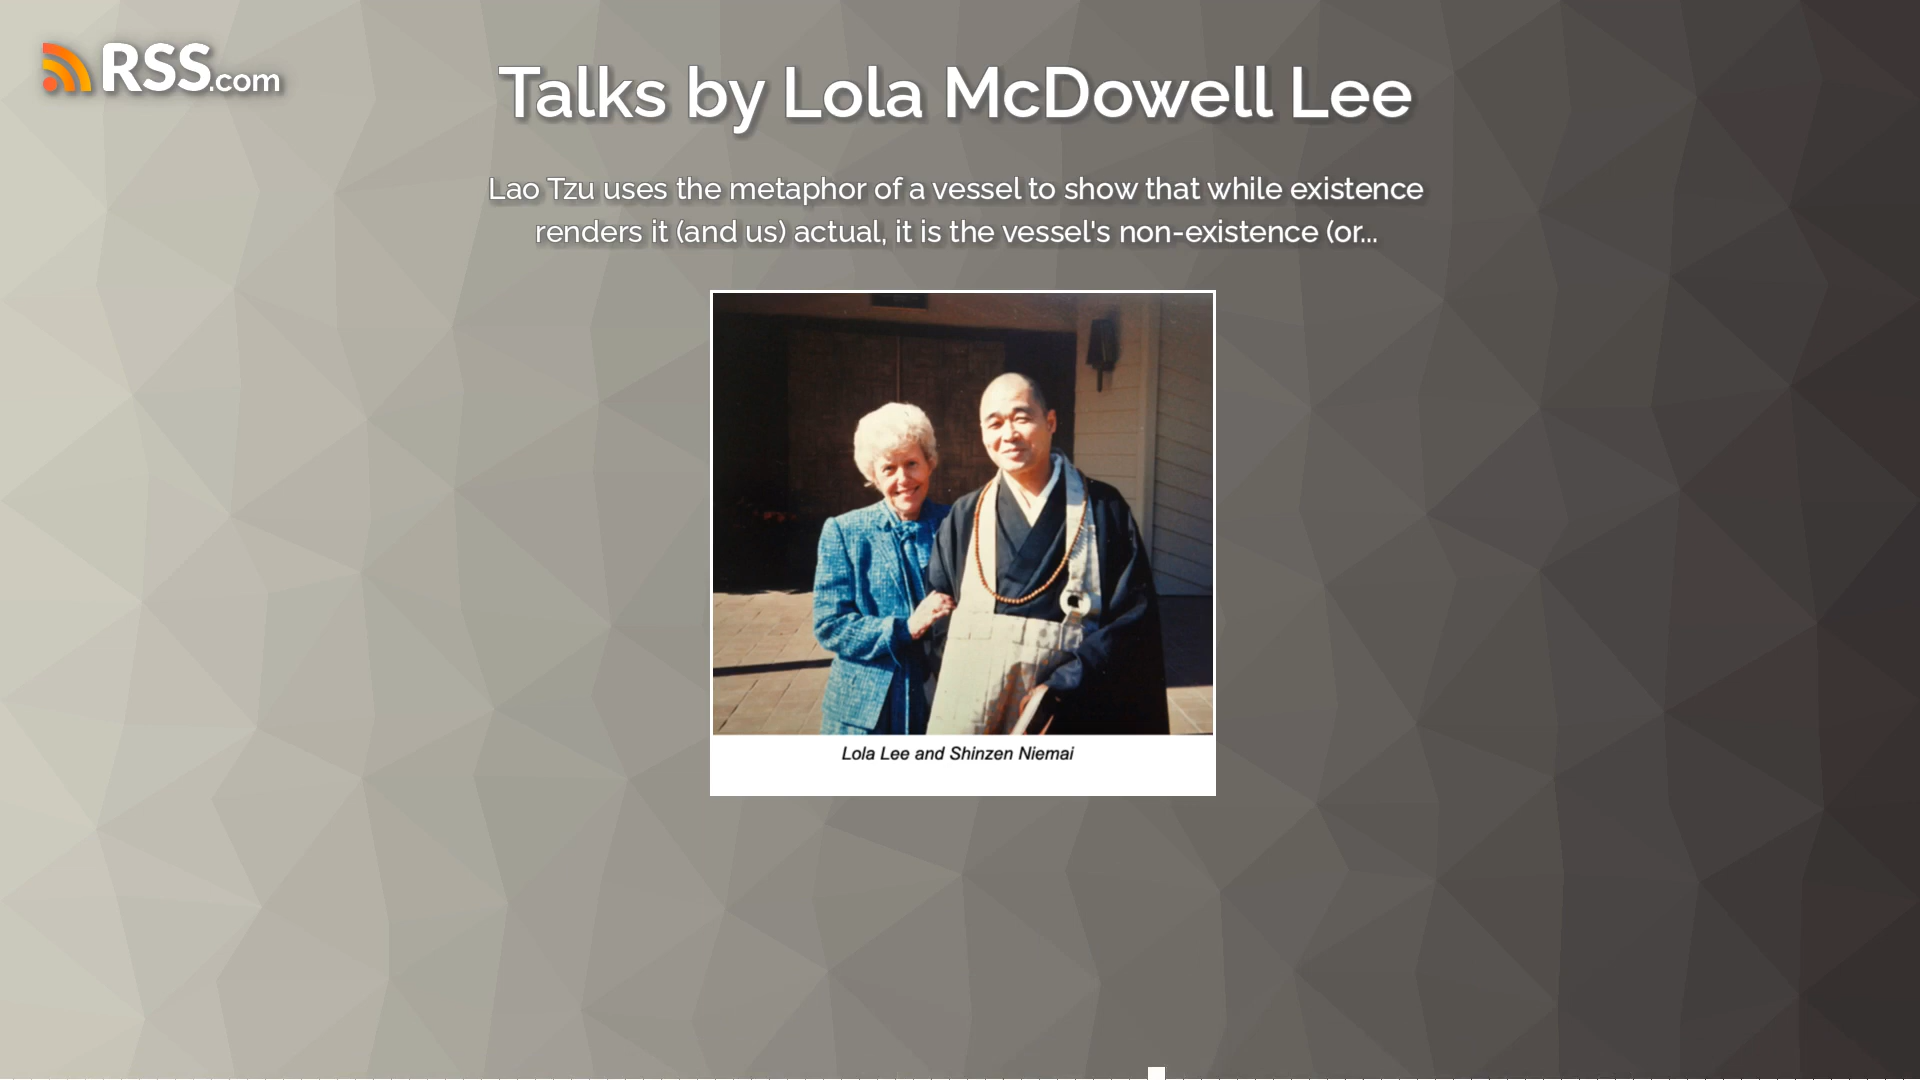 RSS.com
Talks by Lola McDowell Lee
Lao Tzu uses the metaphor of a vessel to show that while existence
renders it (and us) actual, it is the vessel's non-existence (or...
Lola Lee and Shinzen Niemai